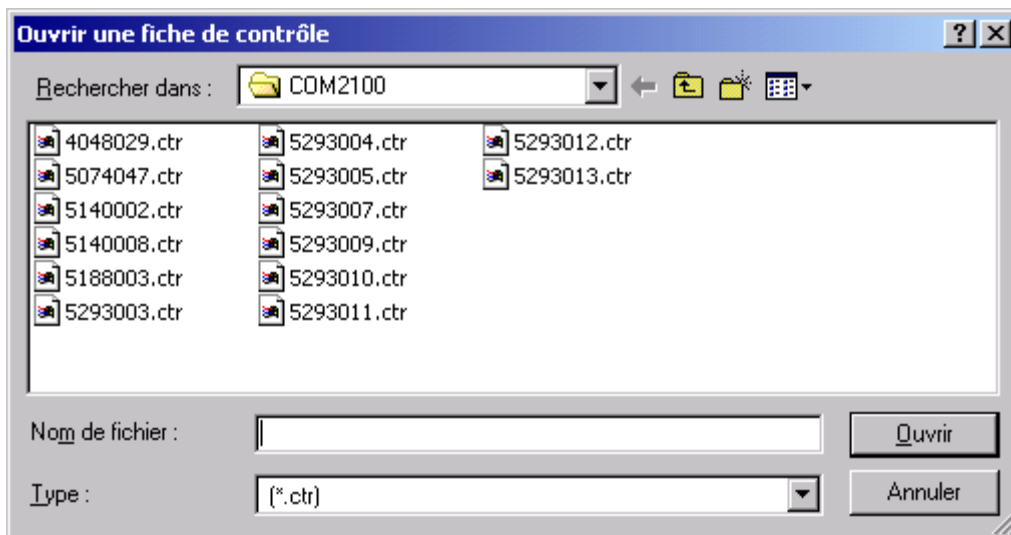 Ouvrir une fiche de contrôle
Rechercher dans : COM2100
4048029.ctr 5293004.ctr 5293012.ctr
5074047.ctr 5293005.ctr 5293013.ctr
5140002.ctr 5293007.ctr
5140008.ctr 5293009.ctr
5188003.ctr 5293010.ctr
5293003.ctr 5293011.ctr
Nom de fichier : Ouvrir
Type : (*.ctr) Annuler